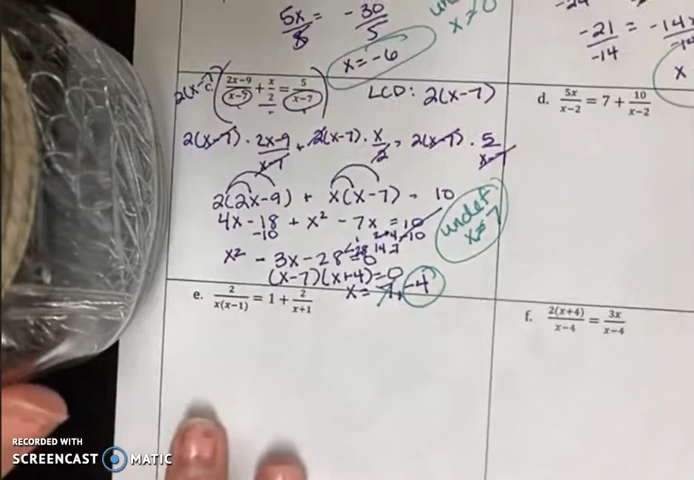 5x/5 = -30/5
x = -6
x≠0
-24
-21/-14 = -14x/-14
x
c. (2x-9)/(x-7) + x/2 = 5/(x-7)
LCD: 2(x-7)
2(x-7) · (2x-9)/(x-7) + 2(x-7) · x/2 = 2(x-7) · 5/(x-7)
2(2x-9) + x(x-7) = 10
4x - 18 + x² - 7x = 10
-10 -10
x² - 3x - 28 = 0
(x-7)(x+4) = 0
x = 7, -4
undef
x≠7
d. 5x/(x-2) = 7 + 10/(x-2)
e. 2/(x(x-1)) = 1 + 2/(x+1)
f. 2(x+4)/(x-4) = 3x/(x-4)
RECORDED WITH
SCREENCAST-O-MATIC